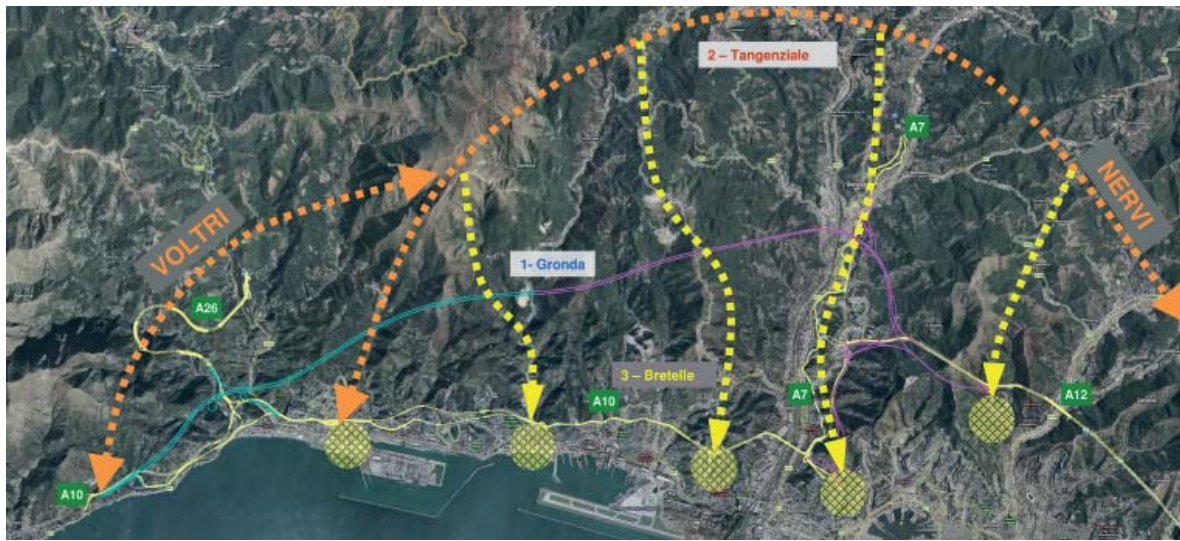 2 – Tangenziale
A7
NERVI
VOLTRI
1- Gronda
A26
3 – Bretelle
A10
A7
A12
A10